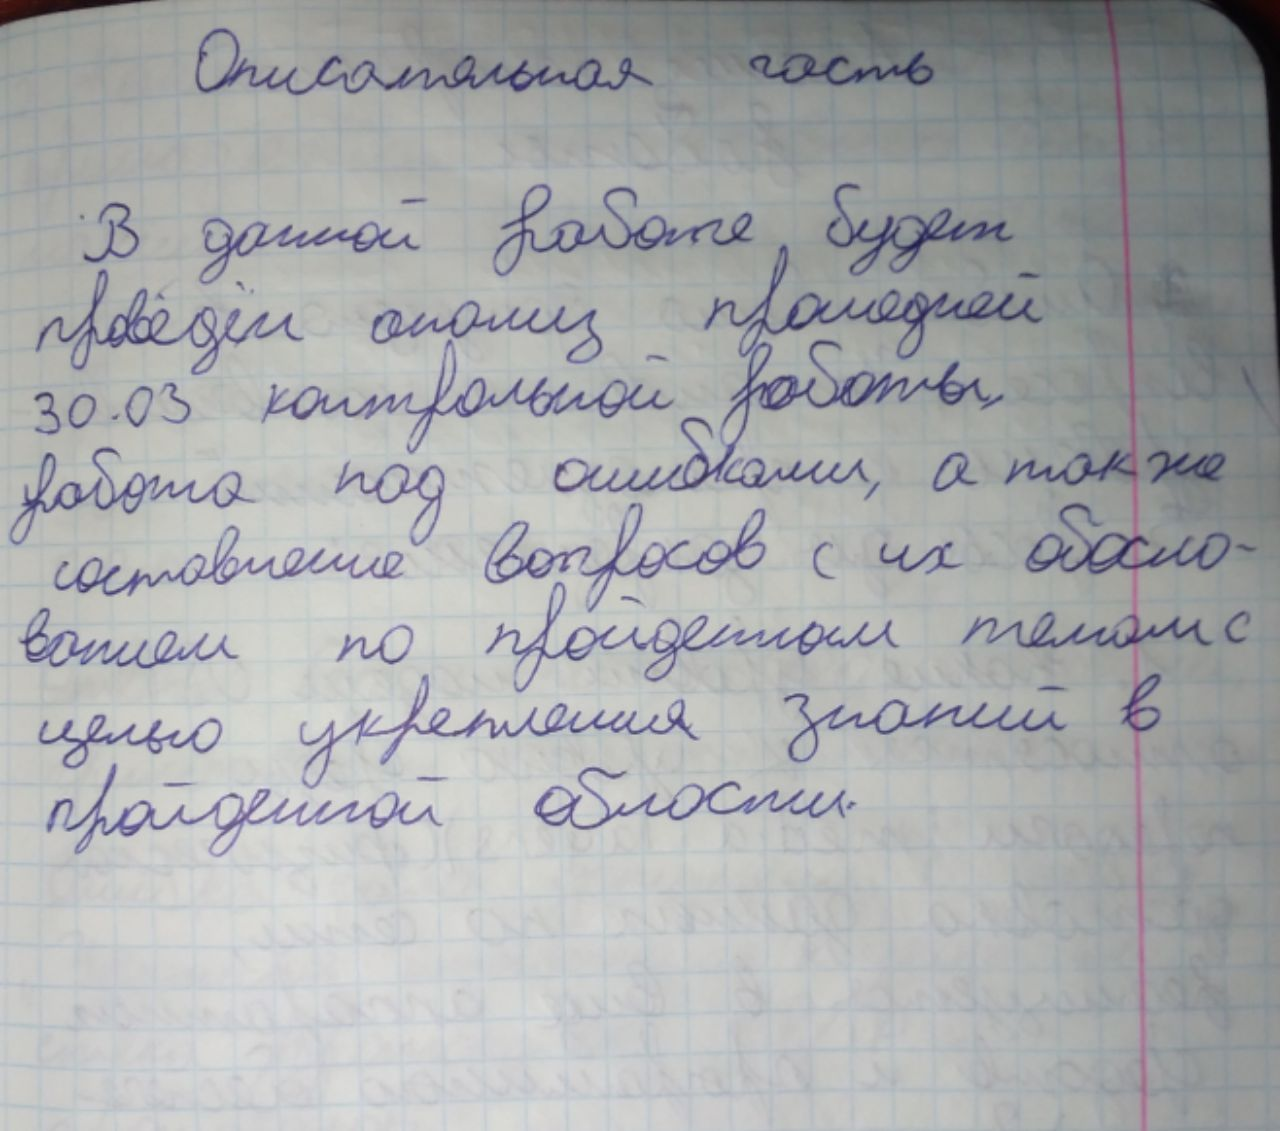 Описательная часть
В данной работе будет
проведён анализ прошедшей
30.03 контрольной работы,
работа над ошибками, а также
составление вопросов с их обосно-
ванием по пройденным темам с
целью укрепления знаний в
пройденной области.